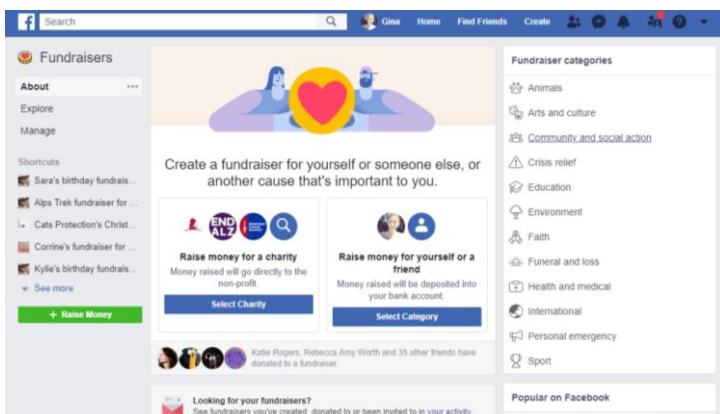 f
Search
Gina
Home
Find Friends
Create
Fundraisers
About
Explore
Manage
Shortcuts
Sara's birthday fundrais...
Alps Trek fundraiser for ...
Cats Protection's Christ...
Corrine's fundraiser for ...
Kylie's birthday fundrais...
See more
+ Raise Money
Create a fundraiser for yourself or someone else, or
another cause that's important to you.
END
ALZ
Raise money for a charity
Money raised will go directly to the
non-profit.
Select Charity
Raise money for yourself or a
friend
Money raised will be deposited into
your bank account.
Select Category
Katie Rogers, Rebecca Amy Worth and 35 other friends have
donated to a fundraiser.
Looking for your fundraisers?
See fundraisers you've created, donated to or been invited to in your activity
Fundraiser categories
Animals
Arts and culture
Community and social action
Crisis relief
Education
Environment
Faith
Funeral and loss
Health and medical
International
Personal emergency
Sport
Popular on Facebook